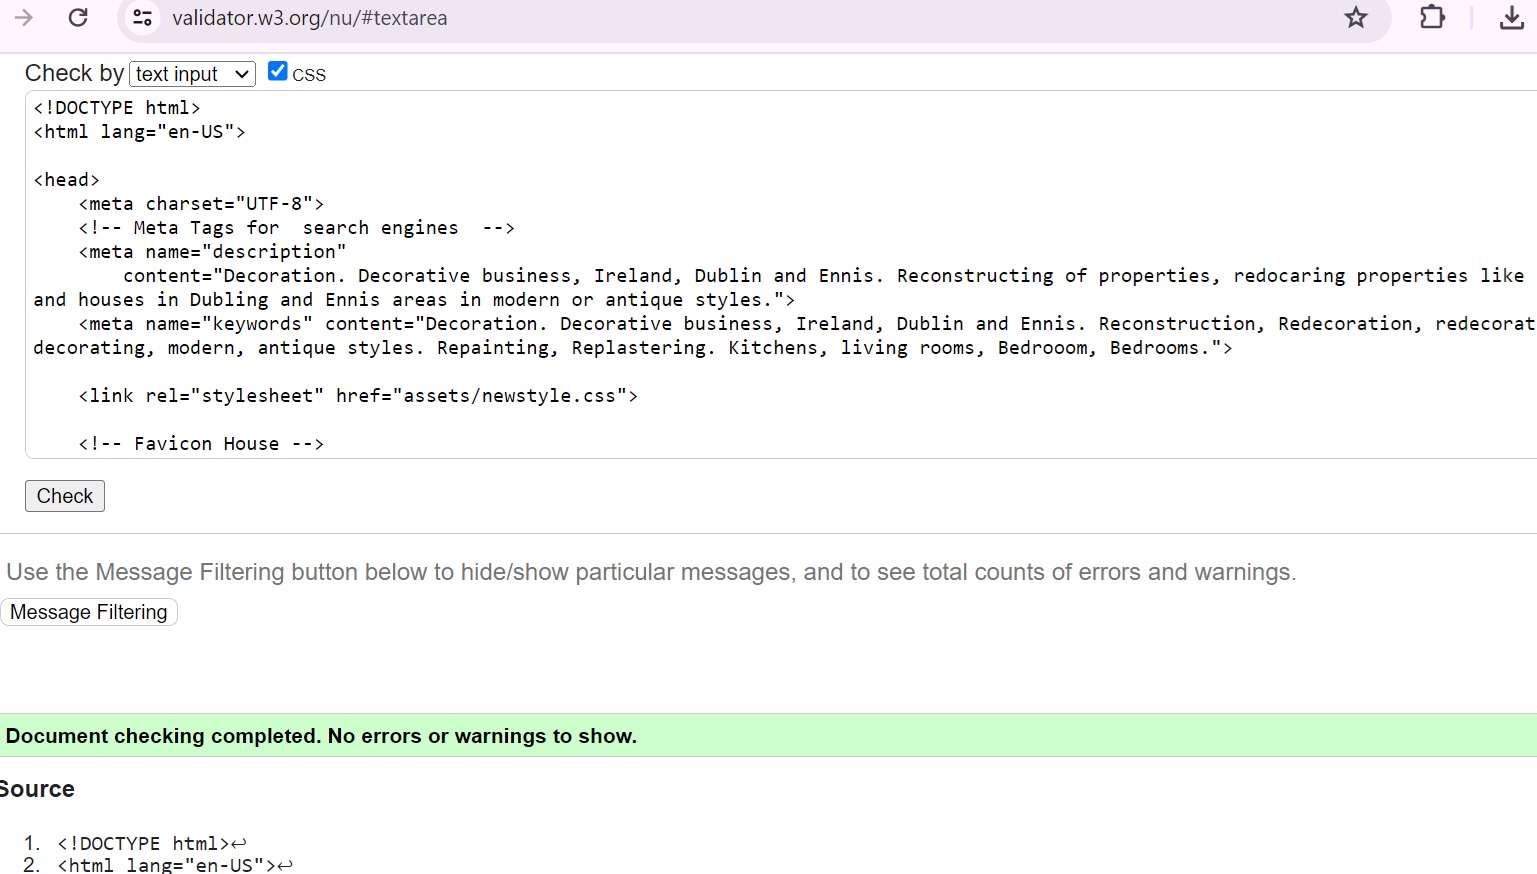 validator.w3.org/nu/#textarea
Check by text input CSS
<!DOCTYPE html>
<html lang="en-US">
<head>
<meta charset="UTF-8">
<!-- Meta Tags for  search engines  -->
<meta name="description"
content="Decoration. Decorative business, Ireland, Dublin and Ennis. Reconstructing of properties, redocaring properties like
and houses in Dubling and Ennis areas in modern or antique styles.">
<meta name="keywords" content="Decoration. Decorative business, Ireland, Dublin and Ennis. Reconstruction, Redecoration, redecorat
decorating, modern, antique styles. Repainting, Replastering. Kitchens, living rooms, Bedrooom, Bedrooms.">
<link rel="stylesheet" href="assets/newstyle.css">
<!-- Favicon House -->
Check
Use the Message Filtering button below to hide/show particular messages, and to see total counts of errors and warnings.
Message Filtering
Document checking completed. No errors or warnings to show.
Source
1. <!DOCTYPE html>↩
2. <html lang="en-US">↩